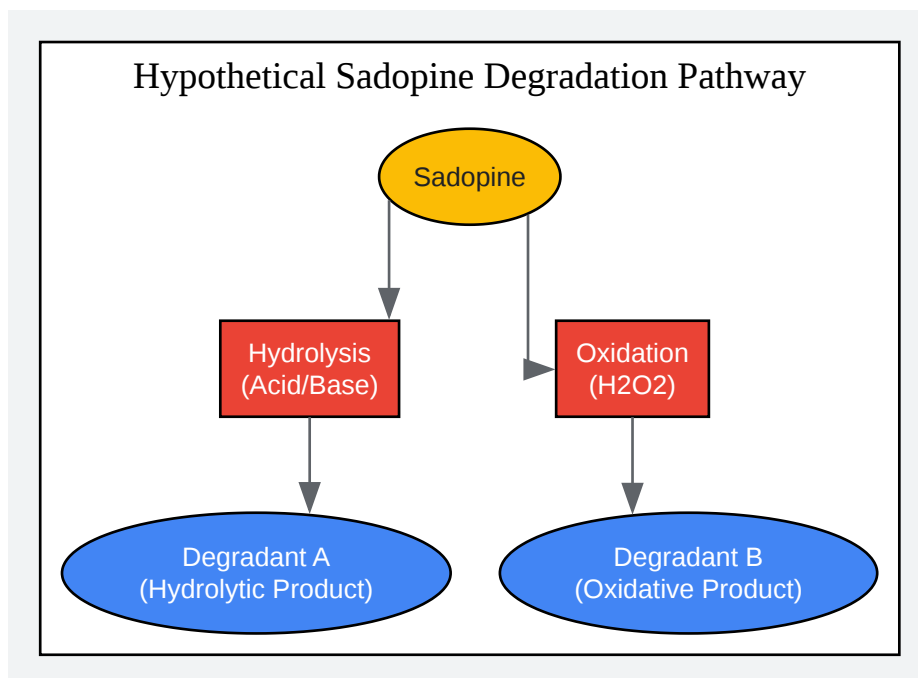 Hypothetical Sadopine Degradation Pathway
Sadopine
Hydrolysis
(Acid/Base)
Oxidation
(H2O2)
Degradant A
(Hydrolytic Product)
Degradant B
(Oxidative Product)